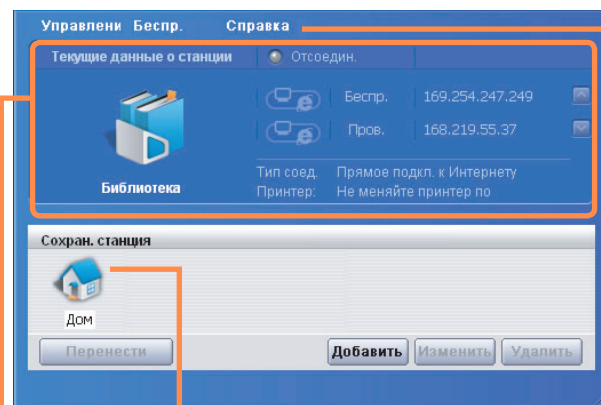 Управлени Беспр. Справка
Текущие данные о станции Отсоедин.
Беспр. 169.254.247.249
Пров. 168.219.55.37
Библиотека
Тип соед. Прямое подкл. к Интернету
Принтер: Не меняйте принтер по
Сохран. станция
Дом
Перенести Добавить Изменить Удалить